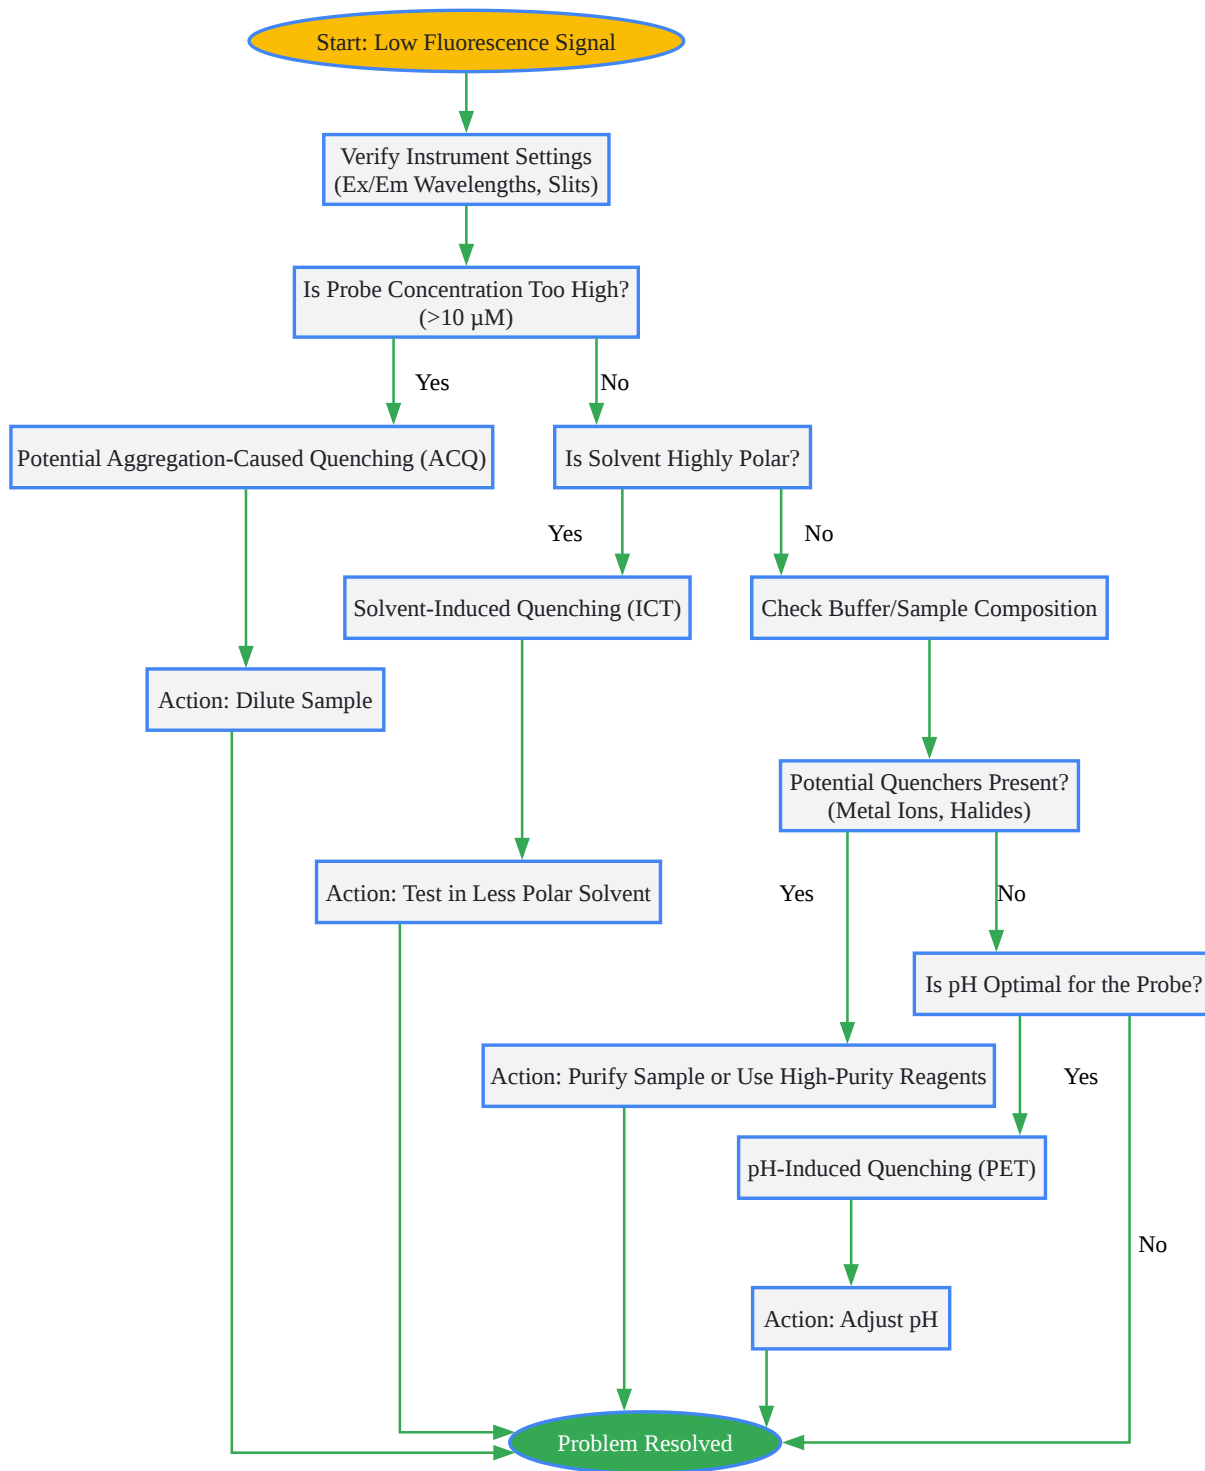 Start: Low Fluorescence Signal
Verify Instrument Settings
(Ex/Em Wavelengths, Slits)
Is Probe Concentration Too High?
(>10 µM)
Yes
No
Potential Aggregation-Caused Quenching (ACQ)
Is Solvent Highly Polar?
Yes
No
Solvent-Induced Quenching (ICT)
Check Buffer/Sample Composition
Action: Dilute Sample
Potential Quenchers Present?
(Metal Ions, Halides)
Action: Test in Less Polar Solvent
Yes
No
Is pH Optimal for the Probe?
Action: Purify Sample or Use High-Purity Reagents
Yes
pH-Induced Quenching (PET)
No
Action: Adjust pH
Problem Resolved